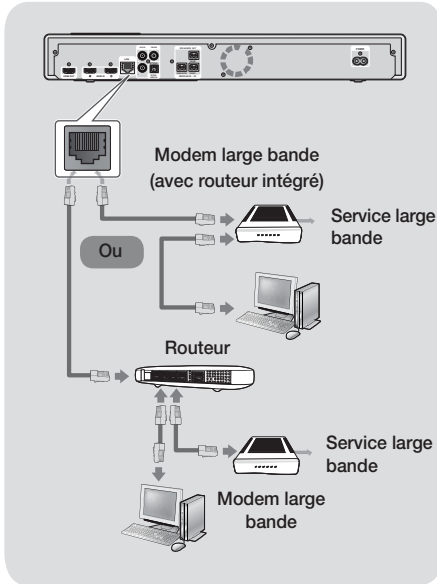 Modem large bande
(avec routeur intégré)
Service large
bande
Ou
Routeur
Service large
bande
Modem large
bande